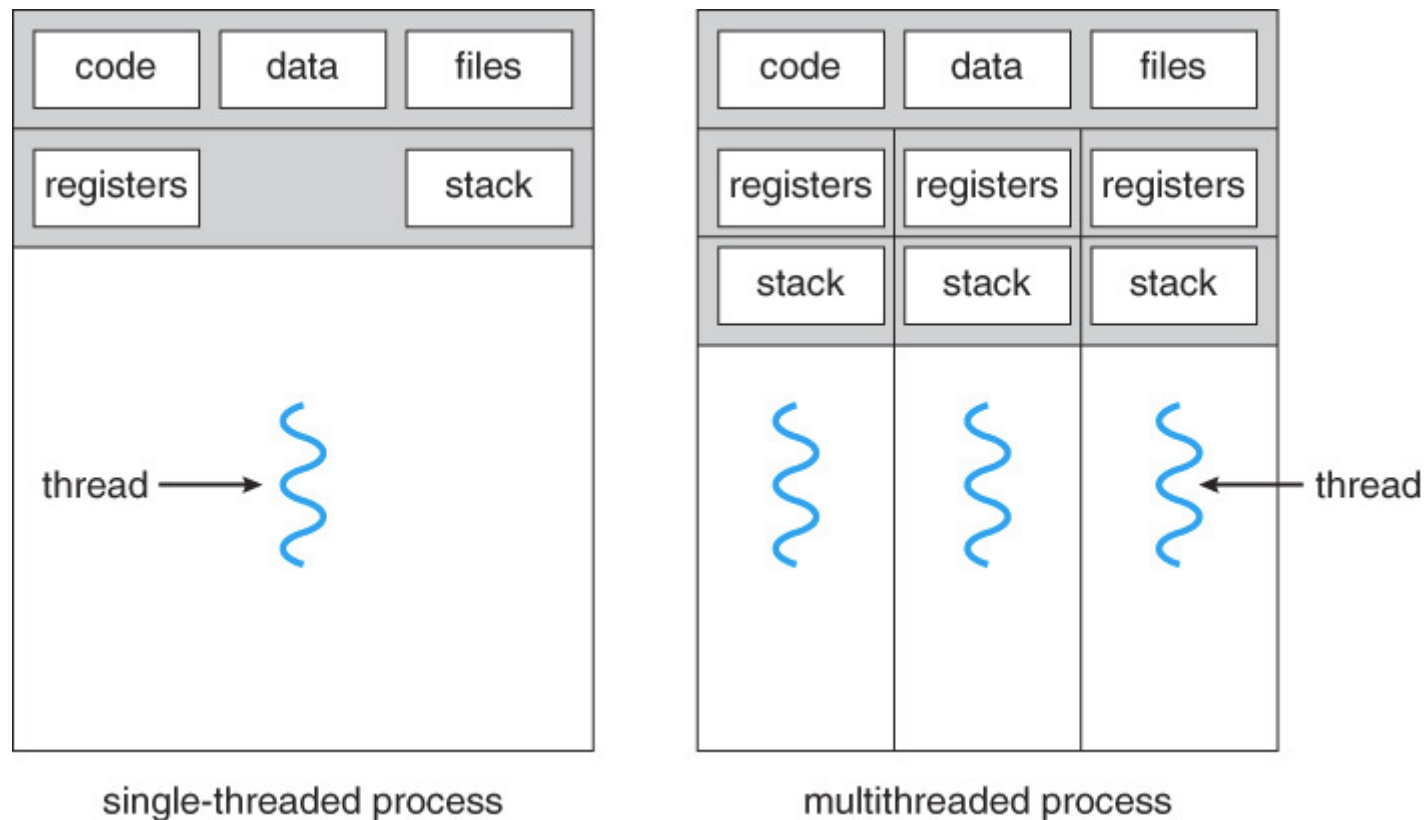 code data files
registers stack
thread
single-threaded process
code data files
registers registers registers
stack stack stack
thread
multithreaded process